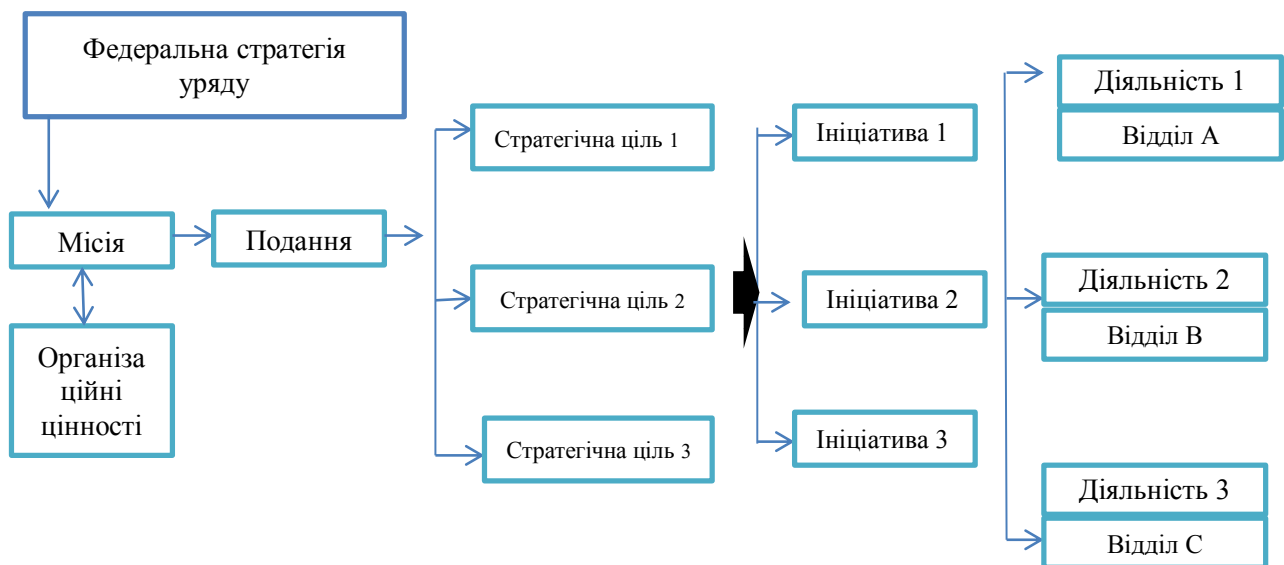 Федеральна стратегія
уряду
Місія
Подання
Організа
ційні
цінності
Стратегічна ціль 1
Стратегічна ціль 2
Стратегічна ціль 3
Ініціатива 1
Ініціатива 2
Ініціатива 3
Діяльність 1
Відділ A
Діяльність 2
Відділ B
Діяльність 3
Відділ C